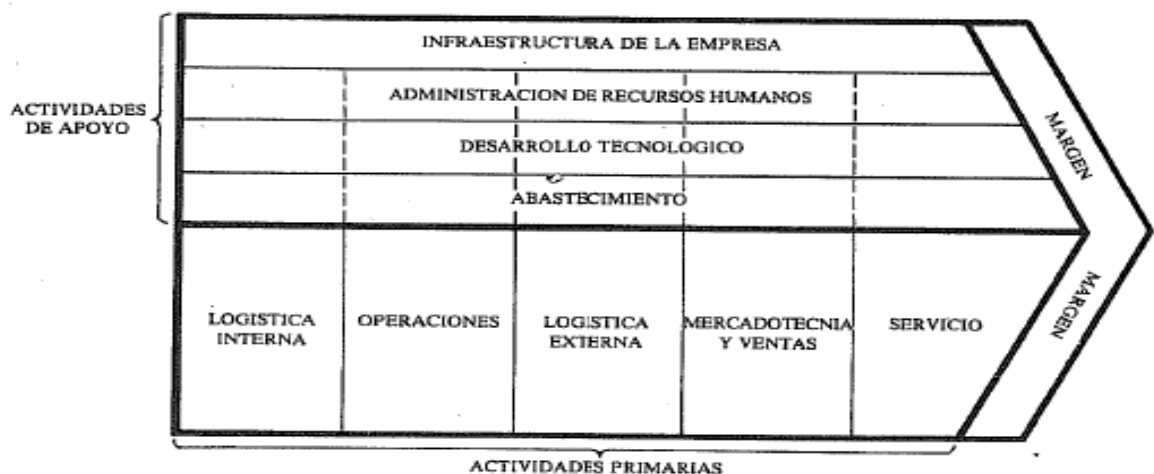 INFRAESTRUCTURA DE LA EMPRESA
ACTIVIDADES
DE APOYO
ADMINISTRACION DE RECURSOS HUMANOS
DESARROLLO TECNOLOGICO
ABASTECIMIENTO
MARGEN
LOGISTICA
INTERNA
OPERACIONES
LOGISTICA
EXTERNA
MERCADOTECNIA
Y VENTAS
SERVICIO
MARGEN
ACTIVIDADES PRIMARIAS